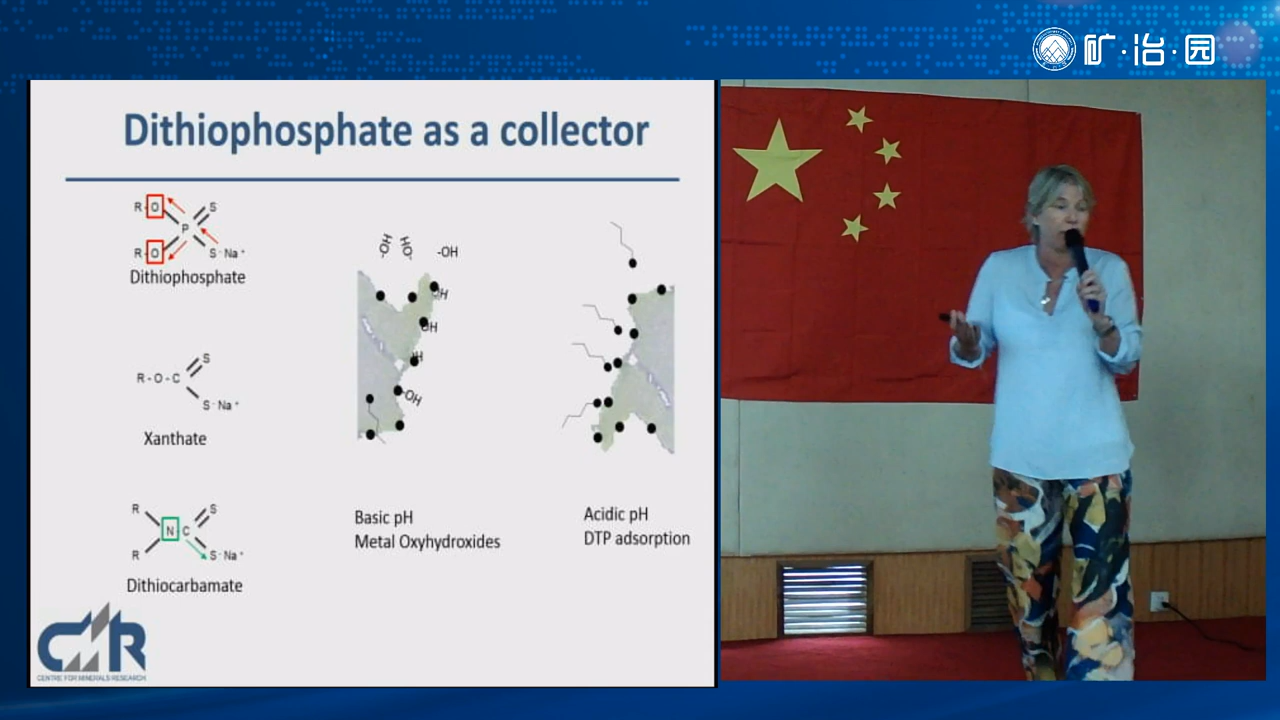 矿·冶·园
Dithiophosphate as a collector
R-O
S
P
R-O
S⁻Na⁺
Dithiophosphate
S
R-O-C
S⁻Na⁺
Xanthate
R
S
N-C
R
S⁻Na⁺
Dithiocarbamate
OH
HO
-OH
OH
OH
OH
-OH
Basic pH
Metal Oxyhydroxides
Acidic pH
DTP adsorption
CMR
CENTRE FOR MINERALS RESEARCH